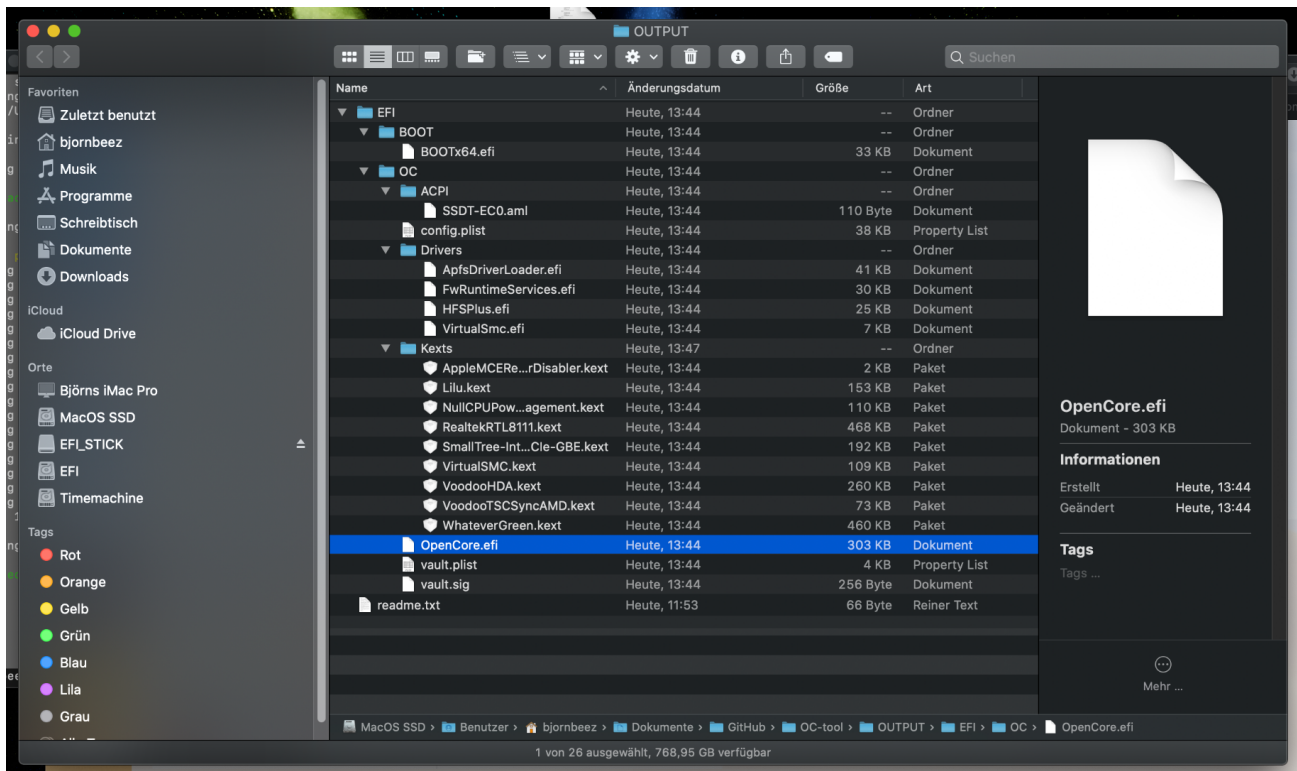 OUTPUT
Suchen
Favoriten
Zuletzt benutzt
bjornbeez
Musik
Programme
Schreibtisch
Dokumente
Downloads
iCloud
iCloud Drive
Orte
Björns iMac Pro
MacOS SSD
EFI_STICK
EFI
Timemachine
Tags
Rot
Orange
Gelb
Grün
Blau
Lila
Grau
Name Änderungsdatum Größe Art
EFI Heute, 13:44 -- Ordner
BOOT Heute, 13:44 -- Ordner
BOOTx64.efi Heute, 13:44 33 KB Dokument
OC Heute, 13:44 -- Ordner
ACPI Heute, 13:44 -- Ordner
SSDT-EC0.aml Heute, 13:44 110 Byte Dokument
config.plist Heute, 13:44 38 KB Property List
Drivers Heute, 13:44 -- Ordner
ApfsDriverLoader.efi Heute, 13:44 41 KB Dokument
FwRuntimeServices.efi Heute, 13:44 30 KB Dokument
HFSPlus.efi Heute, 13:44 25 KB Dokument
VirtualSmc.efi Heute, 13:44 7 KB Dokument
Kexts Heute, 13:47 -- Ordner
AppleMCERe...rDisabler.kext Heute, 13:44 2 KB Paket
Lilu.kext Heute, 13:44 153 KB Paket
NullCPUPow...agement.kext Heute, 13:44 110 KB Paket
RealtekRTL8111.kext Heute, 13:44 468 KB Paket
SmallTree-Int...Cle-GBE.kext Heute, 13:44 192 KB Paket
VirtualSMC.kext Heute, 13:44 109 KB Paket
VoodooHDA.kext Heute, 13:44 260 KB Paket
VoodooTSCSyncAMD.kext Heute, 13:44 73 KB Paket
WhateverGreen.kext Heute, 13:44 460 KB Paket
OpenCore.efi Heute, 13:44 303 KB Dokument
vault.plist Heute, 13:44 4 KB Property List
vault.sig Heute, 13:44 256 Byte Dokument
readme.txt Heute, 11:53 66 Byte Reiner Text
OpenCore.efi
Dokument - 303 KB
Informationen
Erstellt Heute, 13:44
Geändert Heute, 13:44
Tags
Tags ...
Mehr ...
MacOS SSD › Benutzer › bjornbeez › Dokumente › GitHub › OC-tool › OUTPUT › EFI › OC › OpenCore.efi
1 von 26 ausgewählt, 768,95 GB verfügbar